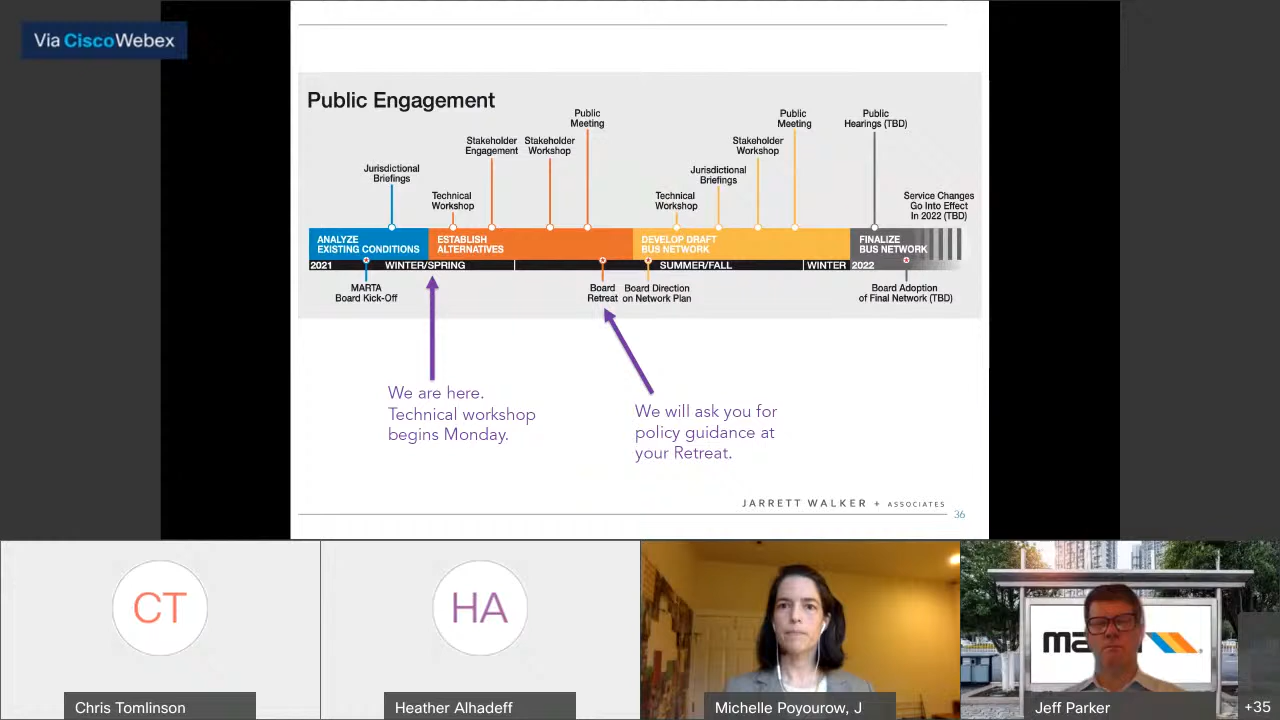 Via CiscoWebex
Public Engagement
Public
Meeting
Public
Meeting
Public
Hearings (TBD)
Stakeholder
Engagement
Stakeholder
Workshop
Stakeholder
Workshop
Jurisdictional
Briefings
Jurisdictional
Briefings
Technical
Workshop
Technical
Workshop
Service Changes
Go Into Effect
In 2022 (TBD)
ANALYZE
EXISTING CONDITIONS
ESTABLISH
ALTERNATIVES
DEVELOP DRAFT
BUS NETWORK
FINALIZE
BUS NETWORK
2021 WINTER/SPRING SUMMER/FALL WINTER 2022
MARTA
Board Kick-Off
Board
Retreat
Board Direction
on Network Plan
Board Adoption
of Final Network (TBD)
We are here.
Technical workshop
begins Monday.
We will ask you for
policy guidance at
your Retreat.
JARRETT WALKER + ASSOCIATES
36
CT
HA
Chris Tomlinson
Heather Alhadeff
Michelle Poyourow, J
Jeff Parker
+35